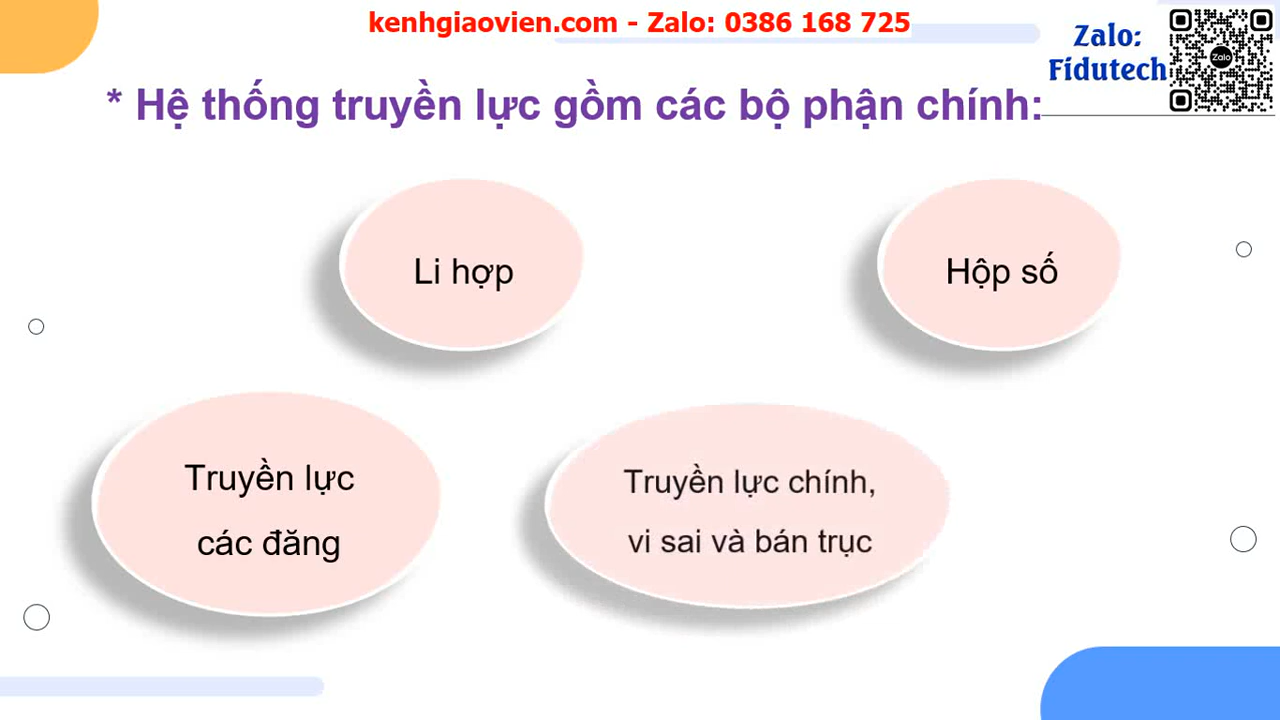 kenhgiaovien.com - Zalo: 0386 168 725
Zalo:
Fidutech
Zalo
* Hệ thống truyền lực gồm các bộ phận chính:
Li hợp
Hộp số
Truyền lực
các đăng
Truyền lực chính,
vi sai và bán trục